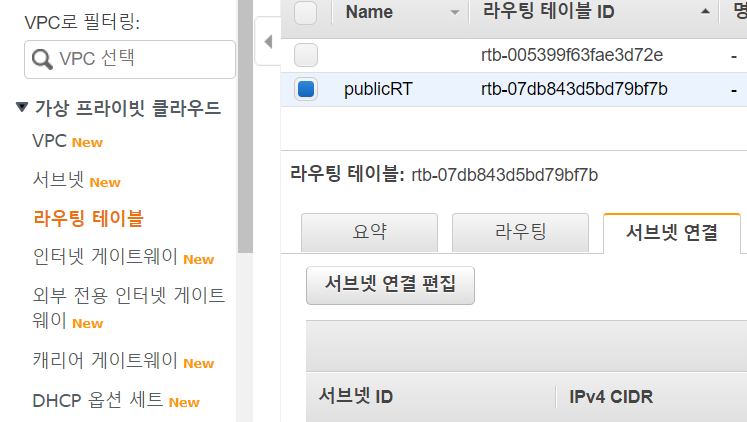 VPC로 필터링:
VPC 선택
가상 프라이빗 클라우드
VPC New
서브넷 New
라우팅 테이블
인터넷 게이트웨이 New
외부 전용 인터넷 게이트
웨이 New
캐리어 게이트웨이 New
DHCP 옵션 세트 New
Name 라우팅 테이블 ID
rtb-005399f63fae3d72e -
publicRT rtb-07db843d5bd79bf7b -
라우팅 테이블: rtb-07db843d5bd79bf7b
요약 라우팅 서브넷 연결
서브넷 연결 편집
서브넷 ID IPv4 CIDR